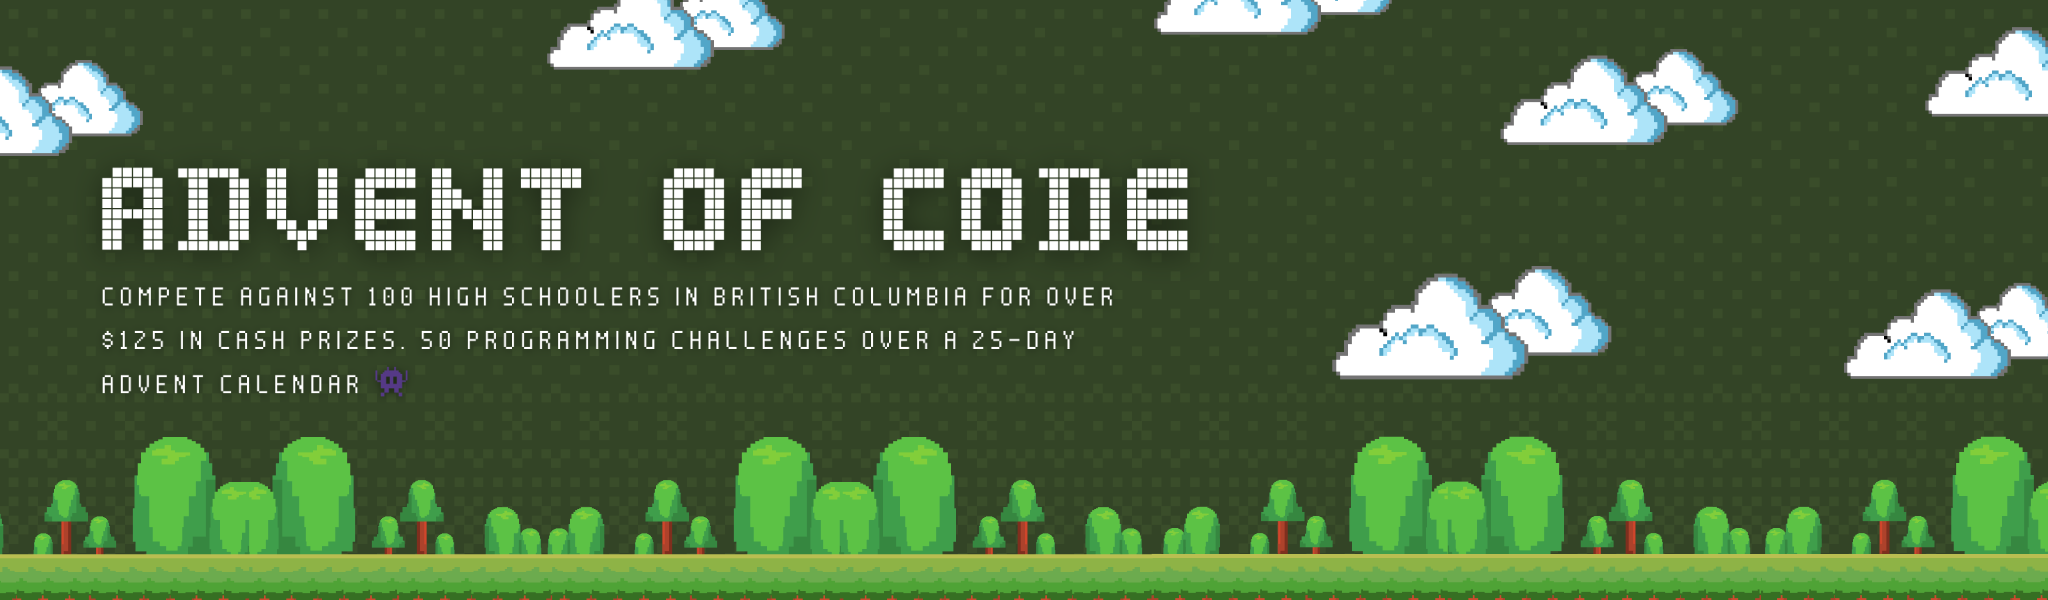 ADVENT OF CODE
COMPETE AGAINST 100 HIGH SCHOOLERS IN BRITISH COLUMBIA FOR OVER
$125 IN CASH PRIZES. 50 PROGRAMMING CHALLENGES OVER A 25-DAY
ADVENT CALENDAR